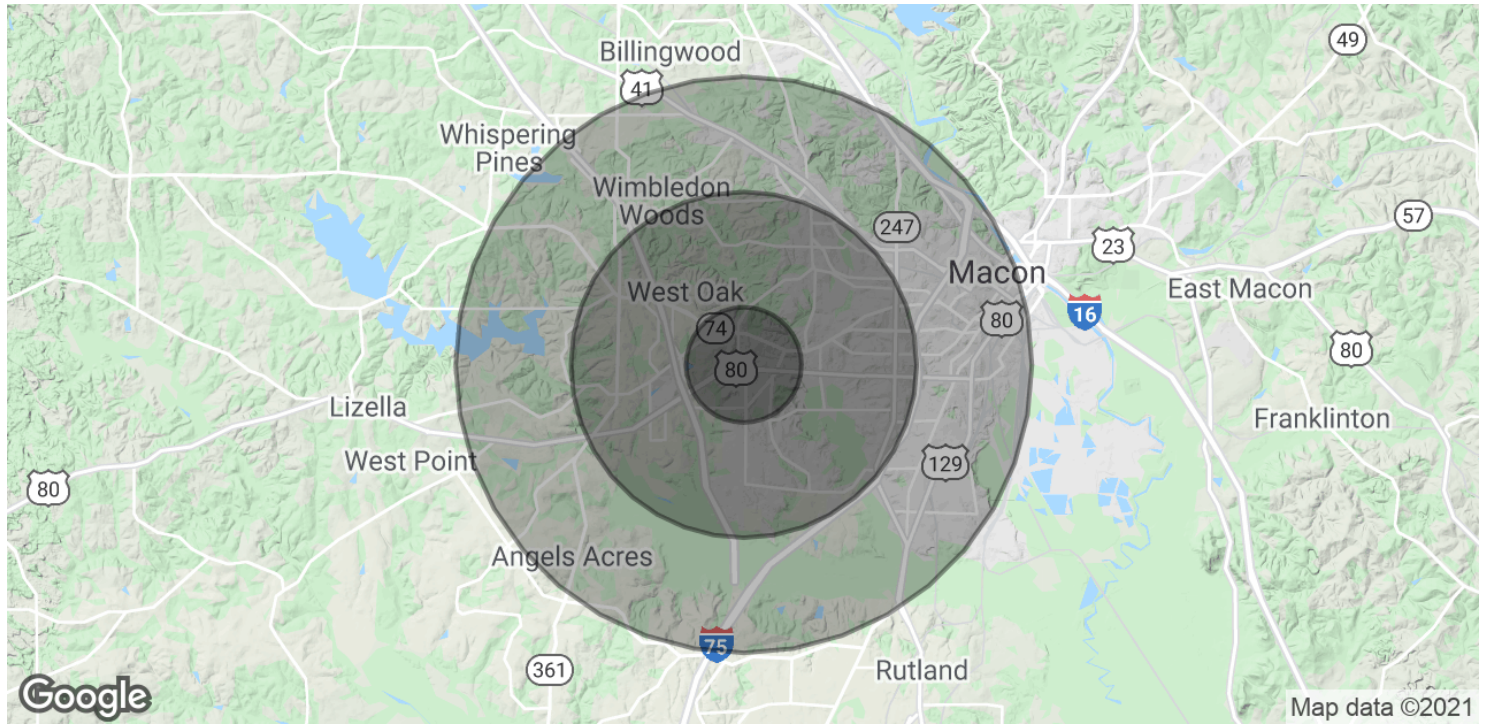 49
Billingwood
41
Whispering
Pines
Wimbledon
Woods
57
247
23
Macon
East Macon
West Oak
16
74
80
80
80
Lizella
Franklinton
West Point
129
80
Angels Acres
75
361
Rutland
Google
Map data ©2021